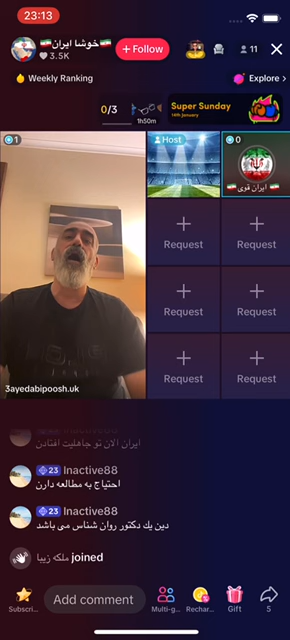 23:13
🇮🇷خوشا ایران🇮🇷
3.5K
+ Follow
11
Weekly Ranking
Explore >
0/3
1h50m
Super Sunday
14th January
1
Host
0
ایران قوی
Request
Request
Request
Request
Request
Request
3ayedabipoosh.uk
ایران الان تو جاهلیت افتادن
23 Inactive88
احتیاج به مطالعه دارن
23 Inactive88
دین یك دکتور روان شناس می باشد
ملکه زیبا joined
Subscri...
Add comment
Multi-g...
Rechar...
Gift
5